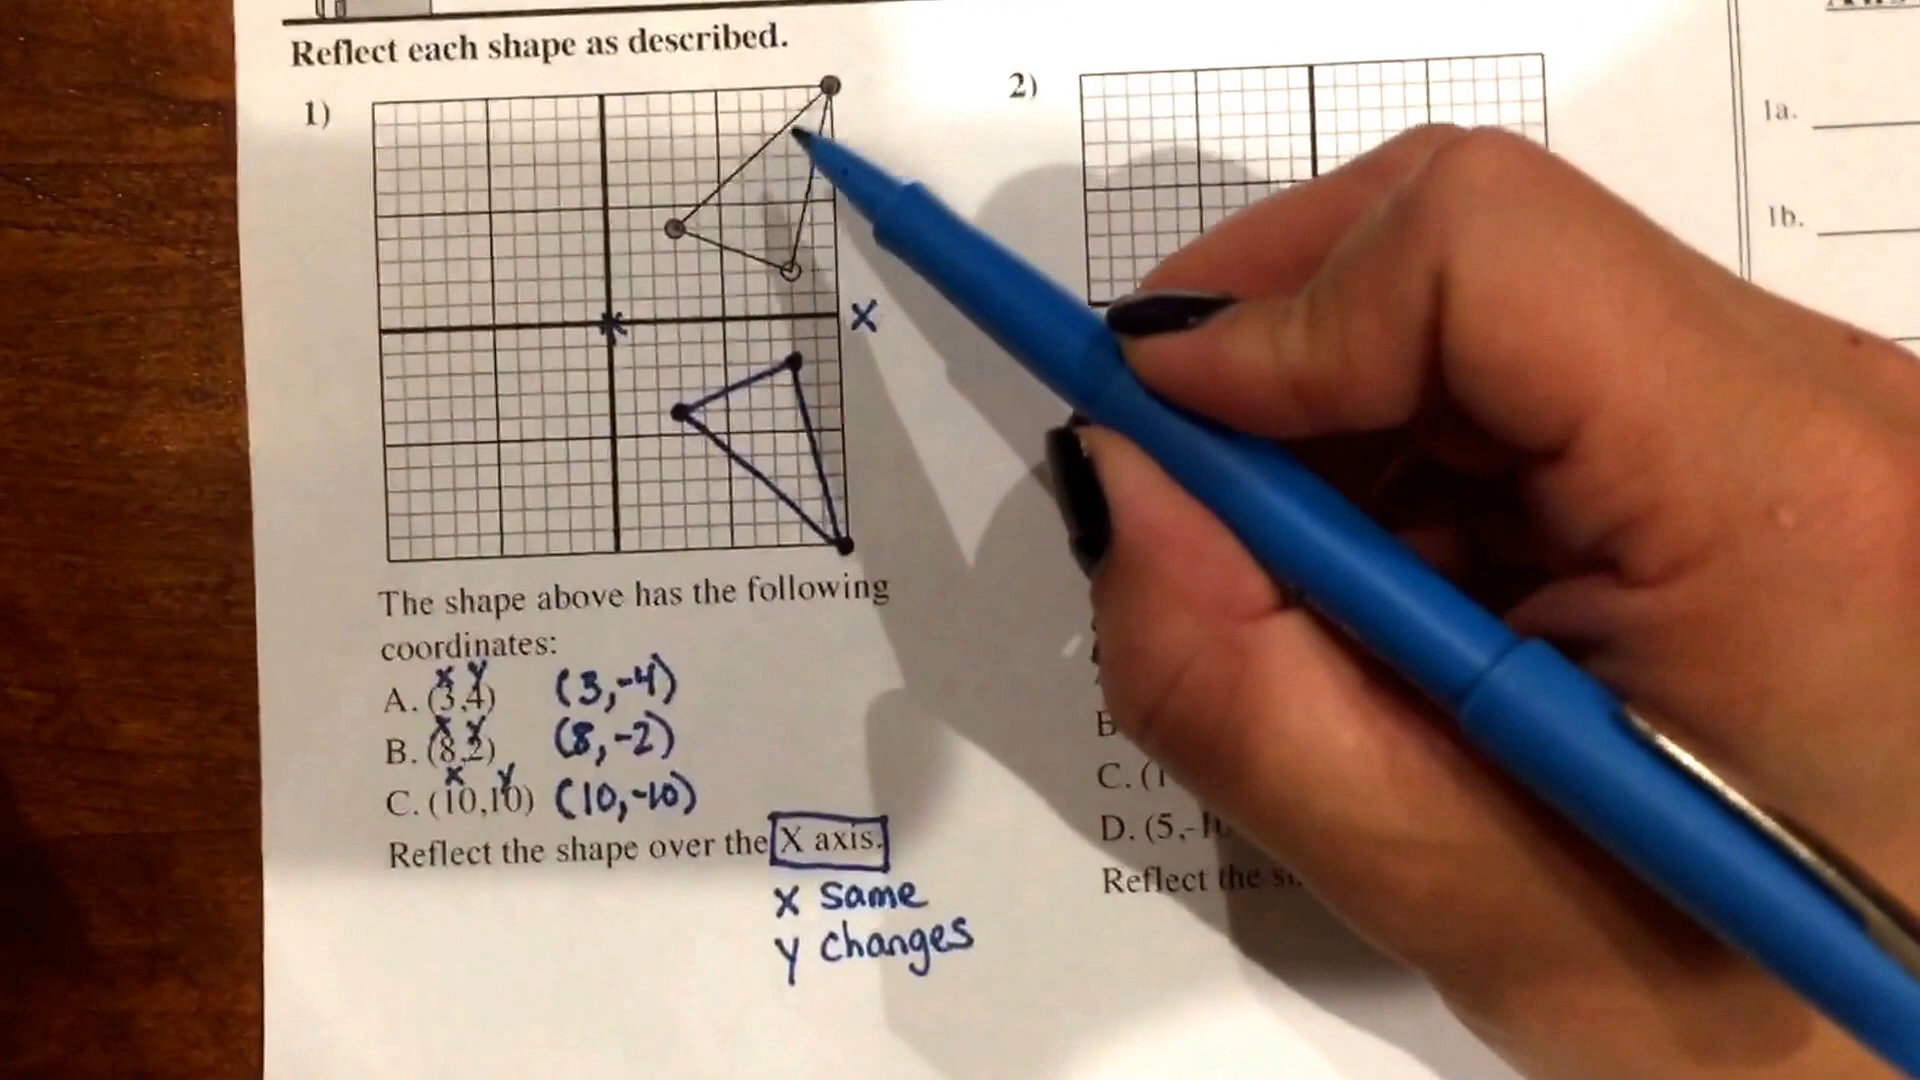 Reflect each shape as described.
1)
X
The shape above has the following
coordinates:
x y
A. (3,4) (3,-4)
x y
B. (8,2) (8,-2)
x y
C. (10,10) (10,-10)
Reflect the shape over the X axis.
X same
y changes
2)
B
C. (1
D. (5,-10
Reflect the
1a.
1b.